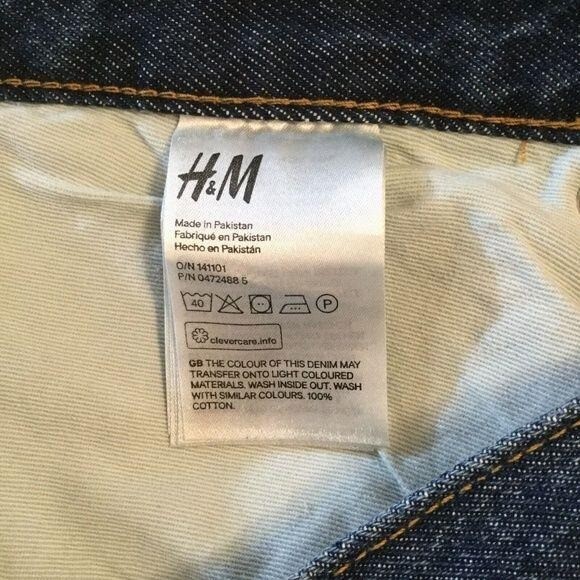 H&M
Made in Pakistan
Fabriqué en Pakistan
Hecho en Pakistán
O/N 141101
P/N 0472488 5
40 P
clevercare.info
GB THE COLOUR OF THIS DENIM MAY
TRANSFER ONTO LIGHT COLOURED
MATERIALS. WASH INSIDE OUT. WASH
WITH SIMILAR COLOURS. 100%
COTTON.